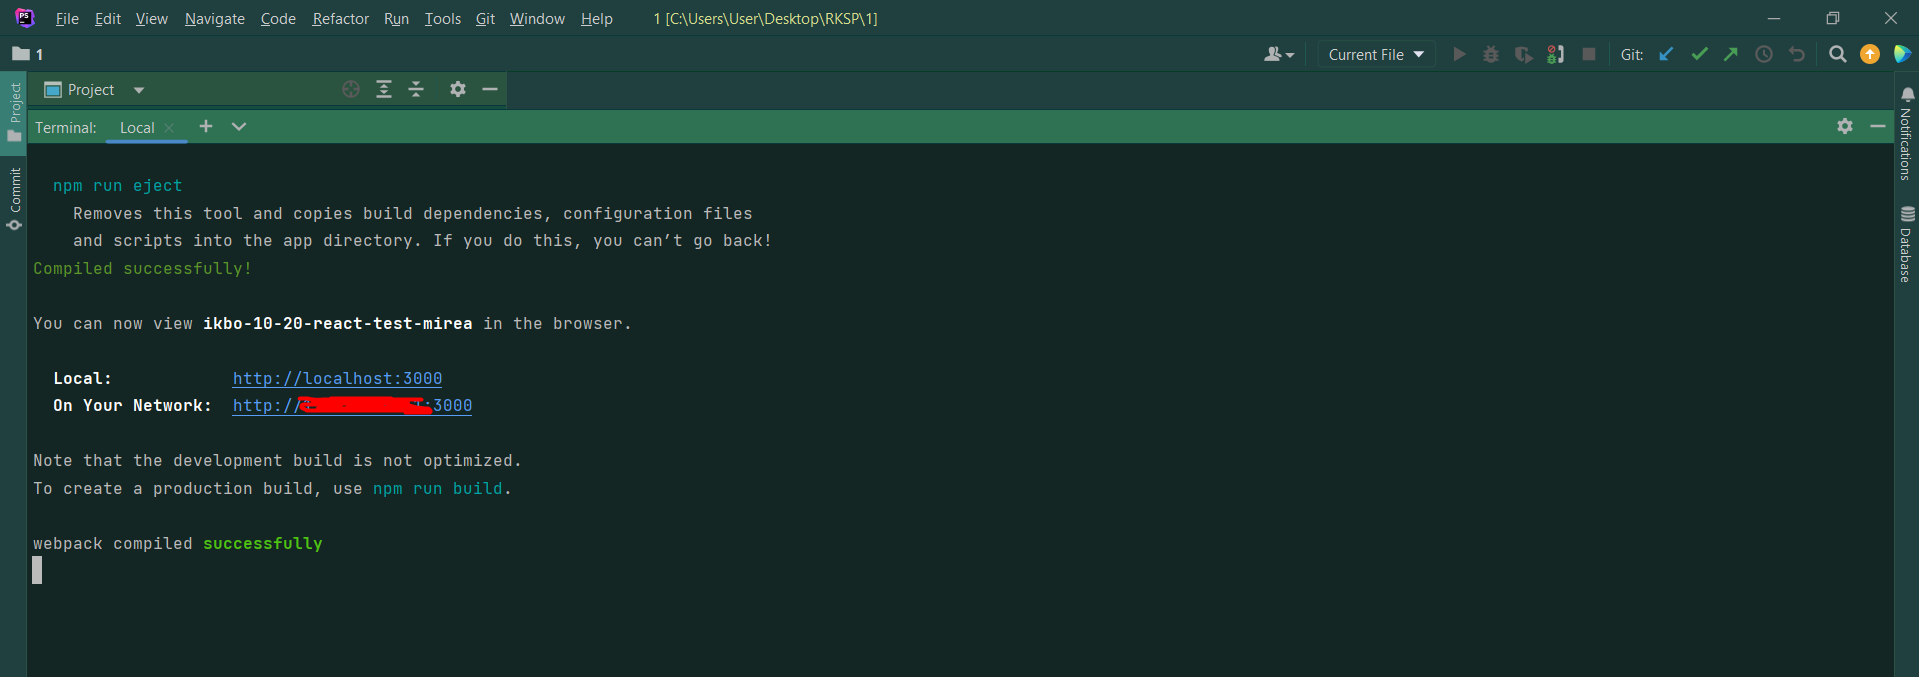 PS File Edit View Navigate Code Refactor Run Tools Git Window Help 1 [C:\Users\User\Desktop\RKSP\1]
1 Current File Git:
Project
Terminal: Local
Project
Commit
npm run eject
Removes this tool and copies build dependencies, configuration files
and scripts into the app directory. If you do this, you can’t go back!
Compiled successfully!
You can now view ikbo-10-20-react-test-mirea in the browser.
Local: http://localhost:3000
On Your Network: http:// :3000
Note that the development build is not optimized.
To create a production build, use npm run build.
webpack compiled successfully
Notifications
Database